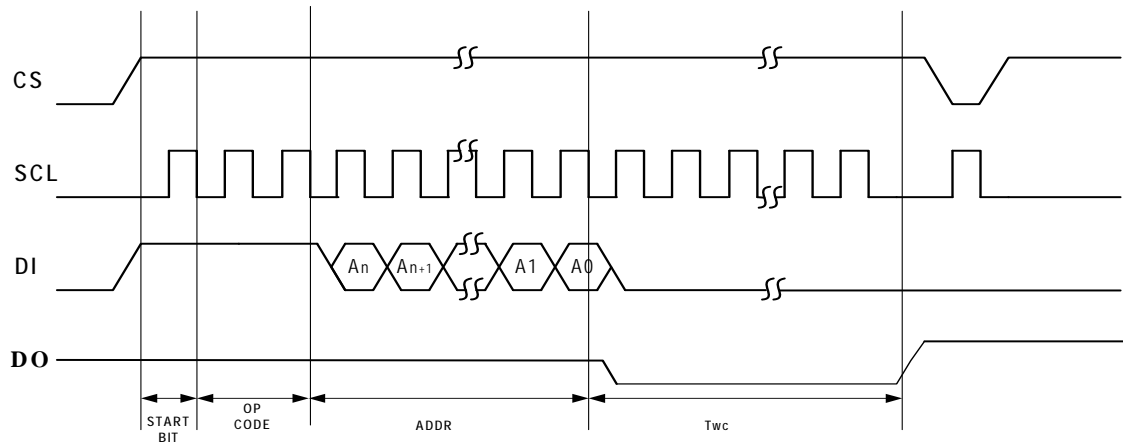 CS
SCL
DI
An
An+1
A1
A0
DO
START
BIT
OP
CODE
ADDR
Twc